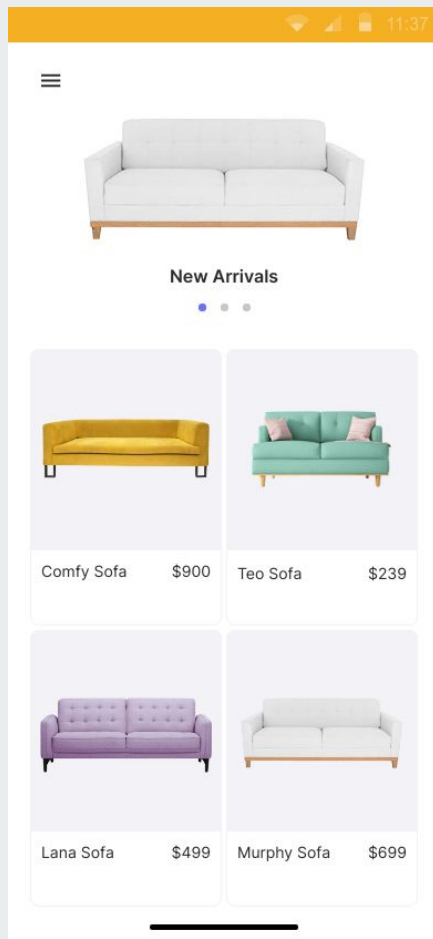 11:37
New Arrivals
Comfy Sofa $900
Teo Sofa $239
Lana Sofa $499
Murphy Sofa $699